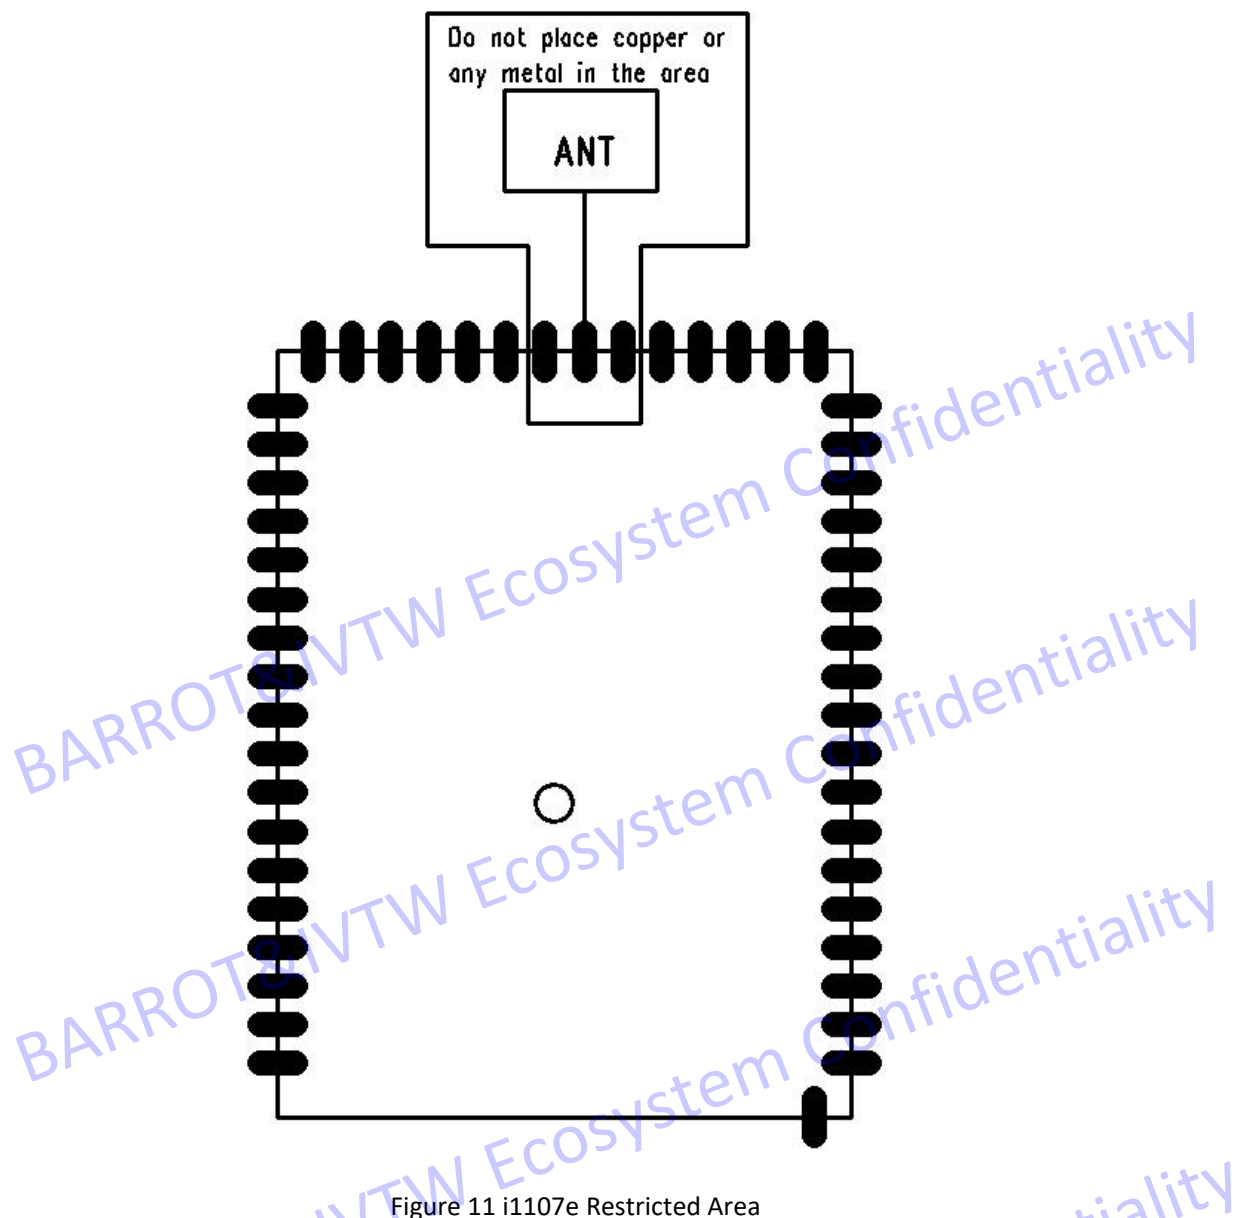 Do not place copper or
any metal in the area
ANT
BARROT&IVTW Ecosystem Confidentiality
BARROT&IVTW Ecosystem Confidentiality
IVTW Ecosystem Confidentiality
Figure 11 i1107e Restricted Area